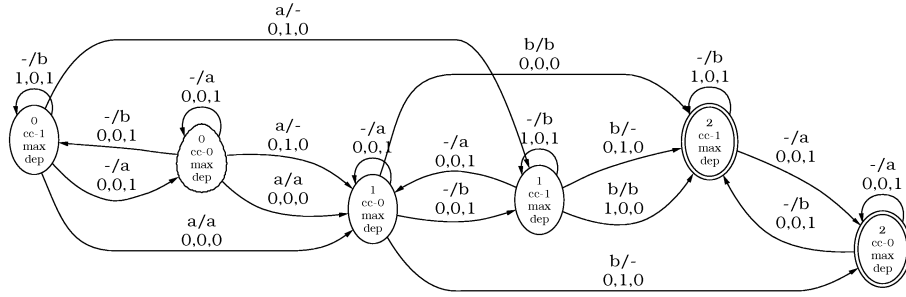 a/-
0,1,0
b/b
0,0,0
-/b
1,0,1
-/b
1,0,1
-/a
0,0,1
0
cc-1
max
dep
-/b
0,0,1
-/a
0,0,1
0
cc-0
max
dep
a/-
0,1,0
a/a
0,0,0
-/a
0,0,1
1
cc-0
max
dep
-/a
0,0,1
-/b
0,0,1
-/b
1,0,1
1
cc-1
max
dep
b/-
0,1,0
b/b
1,0,0
2
cc-1
max
dep
-/a
0,0,1
-/b
0,0,1
-/a
0,0,1
2
cc-0
max
dep
a/a
0,0,0
b/-
0,1,0